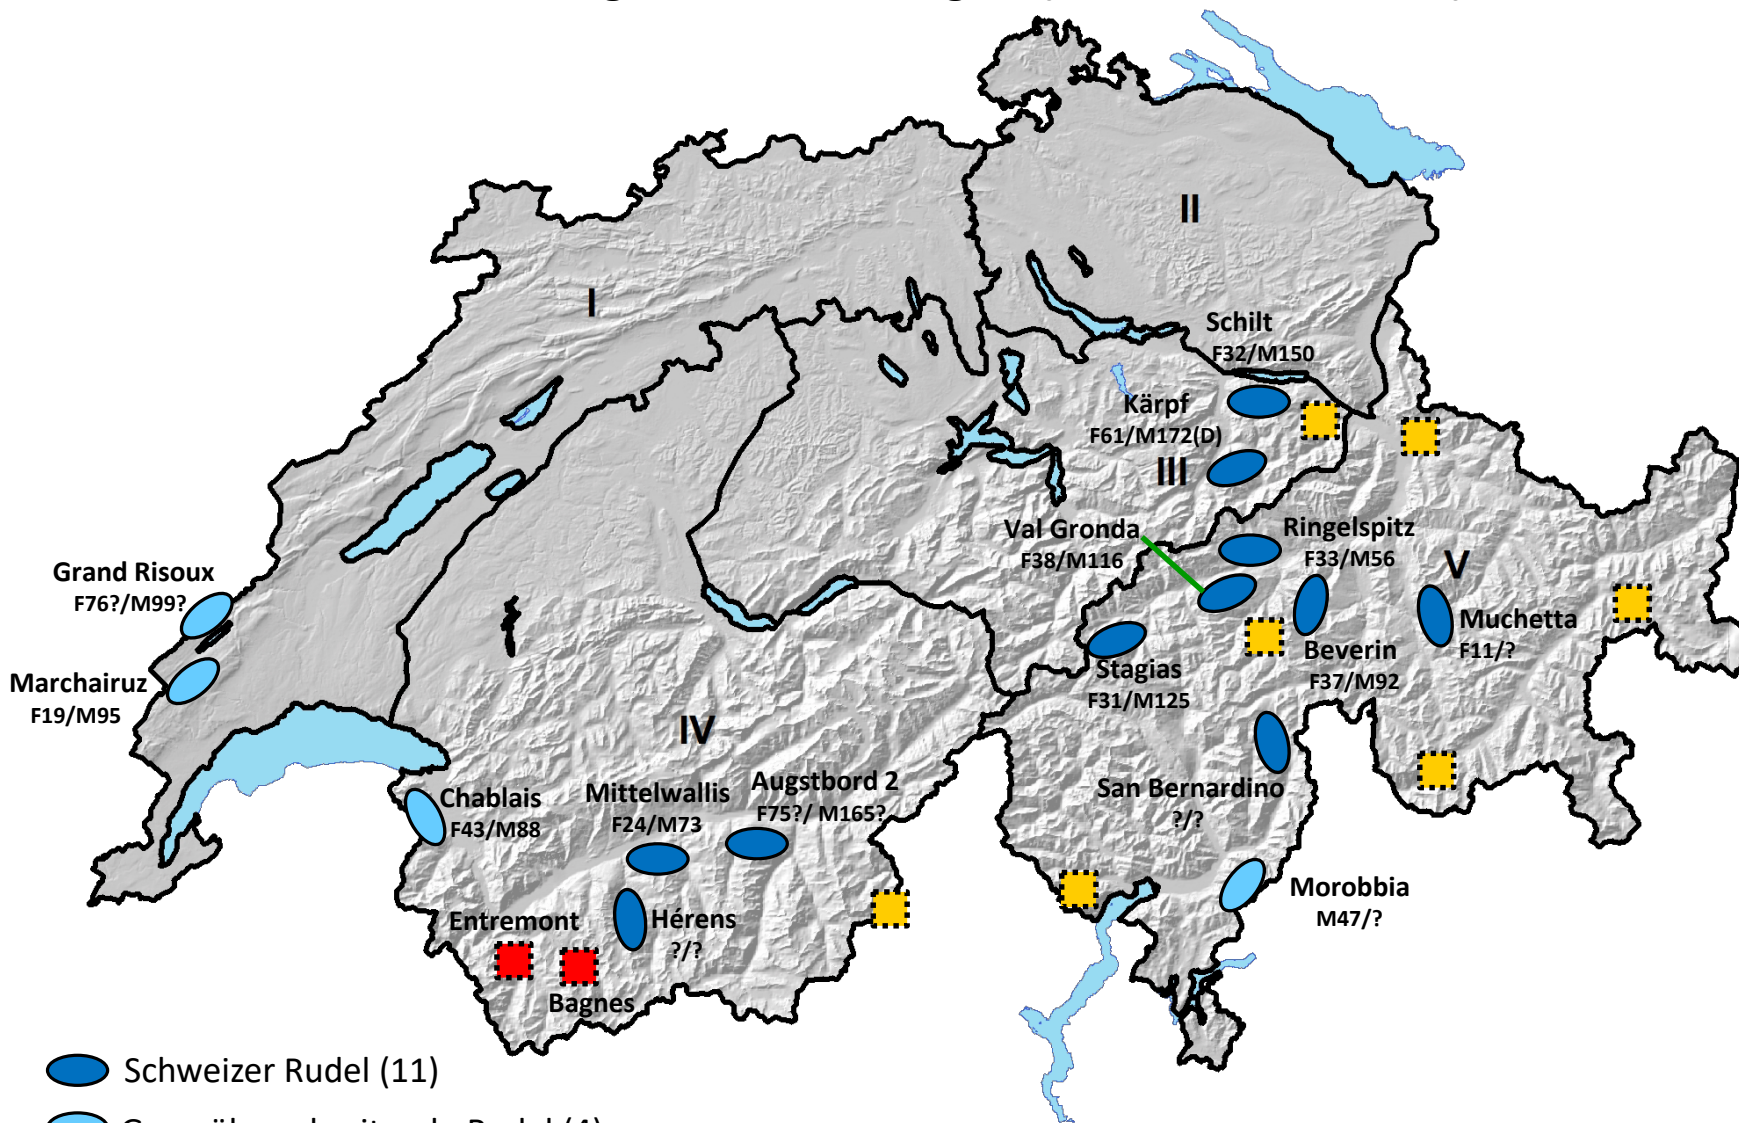 II
I
Schilt
F32/M150
Kärpf
F61/M172(D)
III
Val Gronda
F38/M116
Ringelspitz
F33/M56
V
Grand Risoux
F76?/M99?
Muchetta
F11/?
Beverin
F37/M92
Stagias
F31/M125
Marchairuz
F19/M95
IV
Chablais
F43/M88
Mittelwallis
F24/M73
Augstbord 2
F75?/ M165?
San Bernardino
?/?
Morobbia
M47/?
Entremont
Hérens
?/?
Bagnes
Schweizer Rudel (11)
Rudel (4)